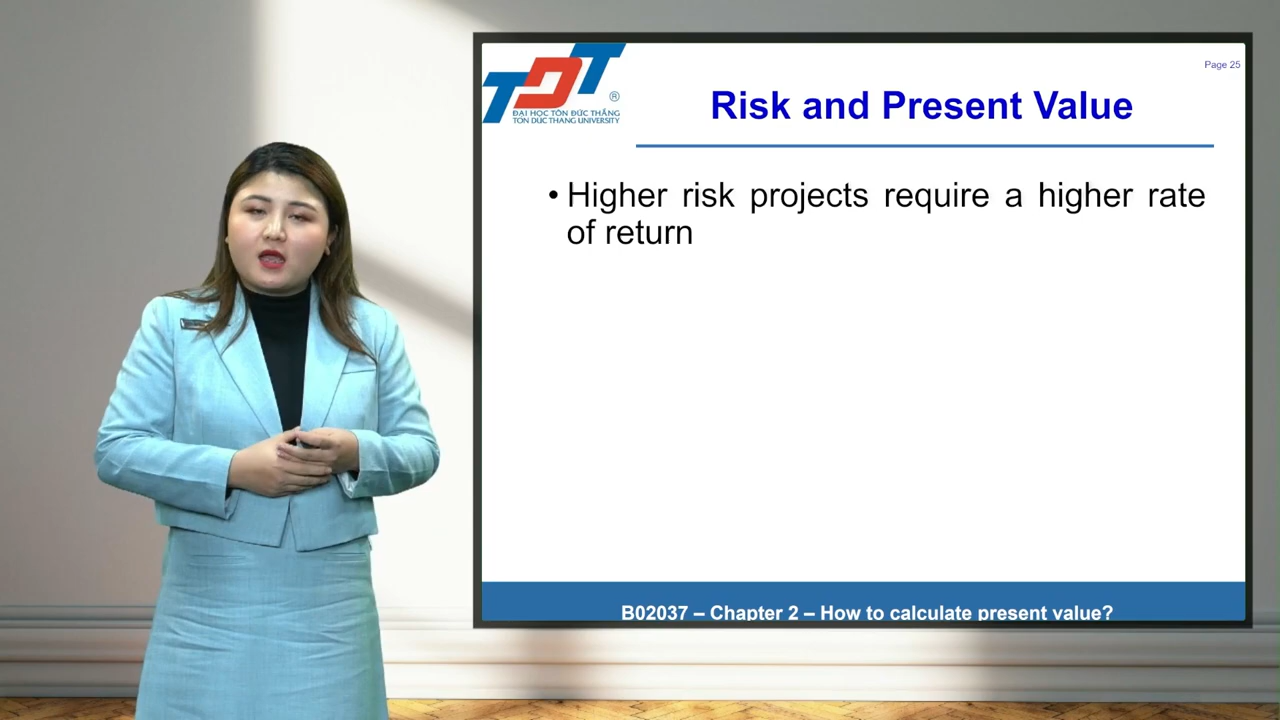 TDT
®
ĐẠI HỌC TÔN ĐỨC THẮNG
TON DUC THANG UNIVERSITY
Page 25
Risk and Present Value
• Higher risk projects require a higher rate
of return
B02037 – Chapter 2 – How to calculate present value?